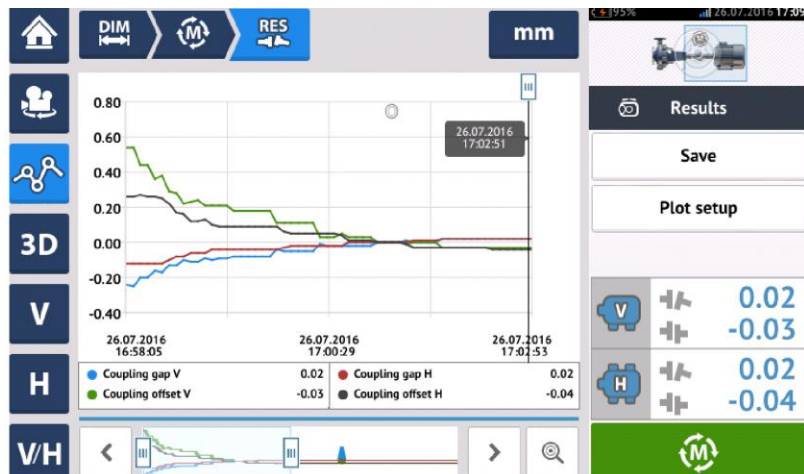 DIM
M
RES
mm
95%
26.07.2016 17:09
Results
Save
Plot setup
3D
V
H
V/H
0.80
0.60
0.40
0.20
0.00
-0.20
-0.40
26.07.2016
17:02:51
26.07.2016
16:58:05
26.07.2016
17:00:29
26.07.2016
17:02:53
Coupling gap V 0.02
Coupling gap H 0.02
Coupling offset V -0.03
Coupling offset H -0.04
V
0.02
-0.03
H
0.02
-0.04
M